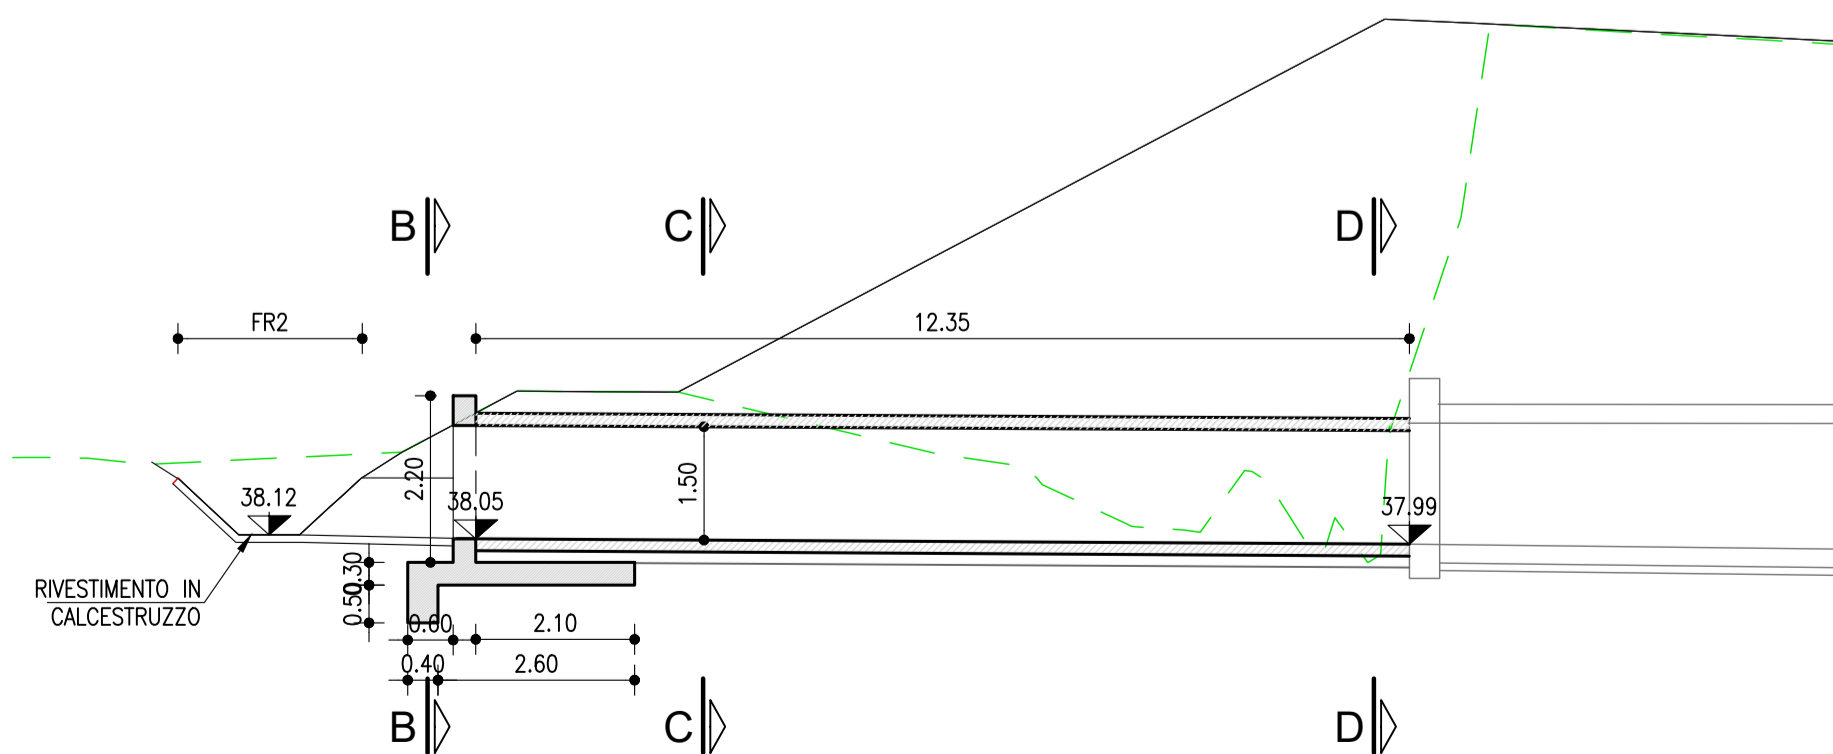 B
C
D
FR2
12.35
2.20
1.50
38.12
38.05
37.99
0.30
0.50
RIVESTIMENTO IN
CALCESTRUZZO
0.60
2.10
0.40
2.60
B
C
D